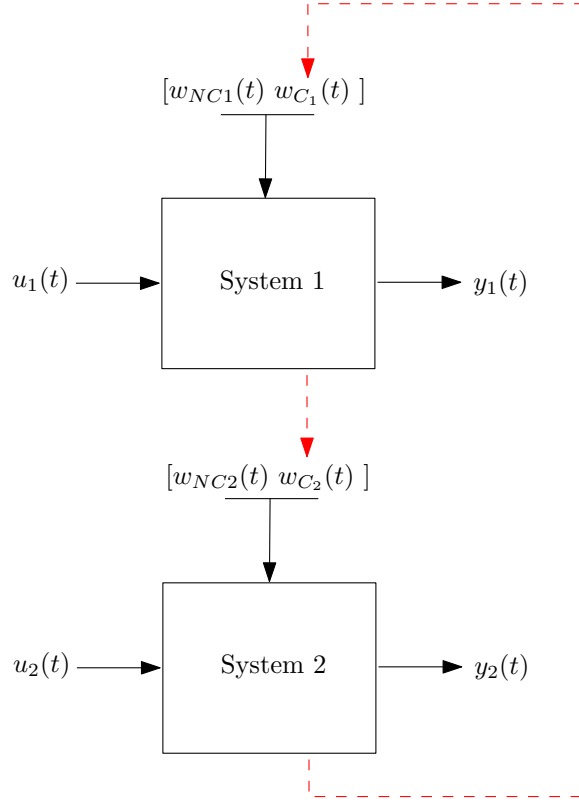 [w_{NC1}(t) w_{C_1}(t) ]
u_1(t) System 1 y_1(t)
[w_{NC2}(t) w_{C_2}(t) ]
u_2(t) System 2 y_2(t)